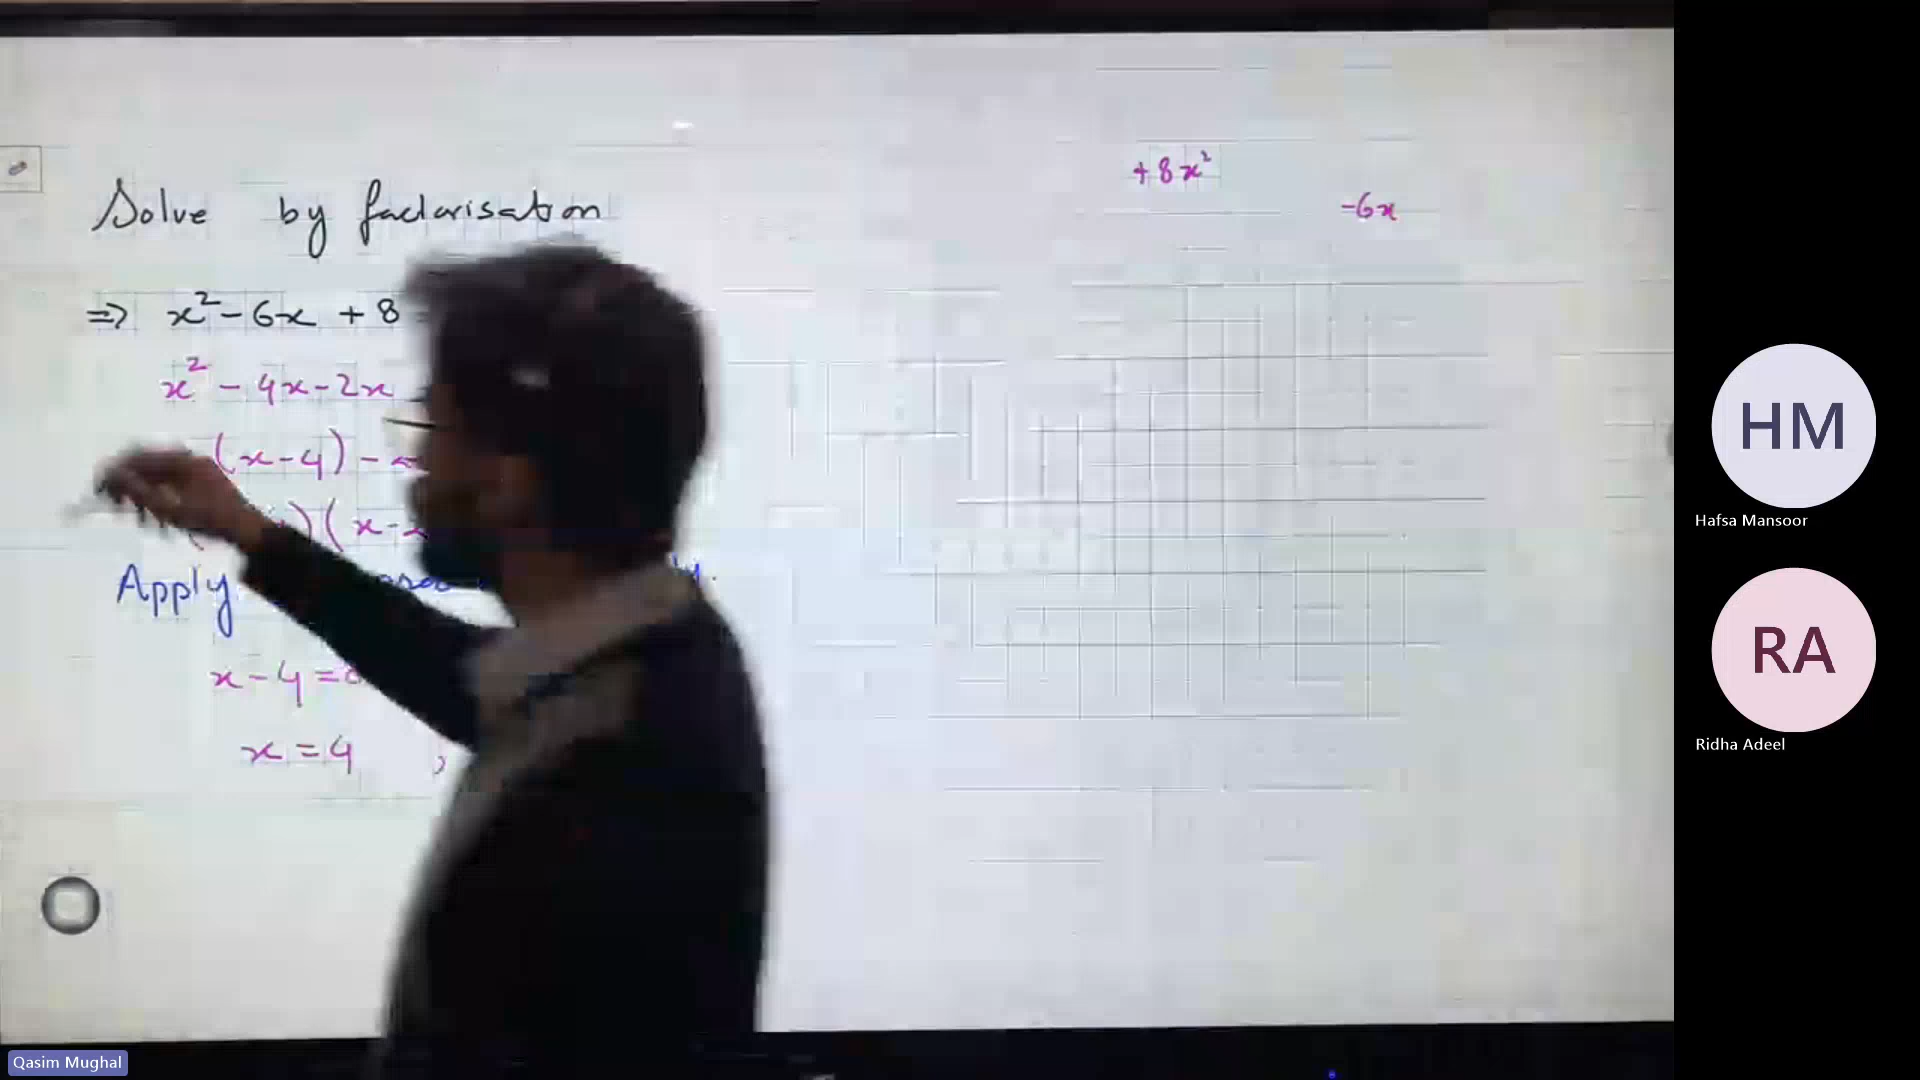 Solve by factorisation
+8x²
-6x
⇒ x² - 6x + 8
x² - 4x - 2x
(x-4) -
)(x-
Apply
x - 4 =
x = 4 ,
HM
Hafsa Mansoor
RA
Ridha Adeel
Qasim Mughal